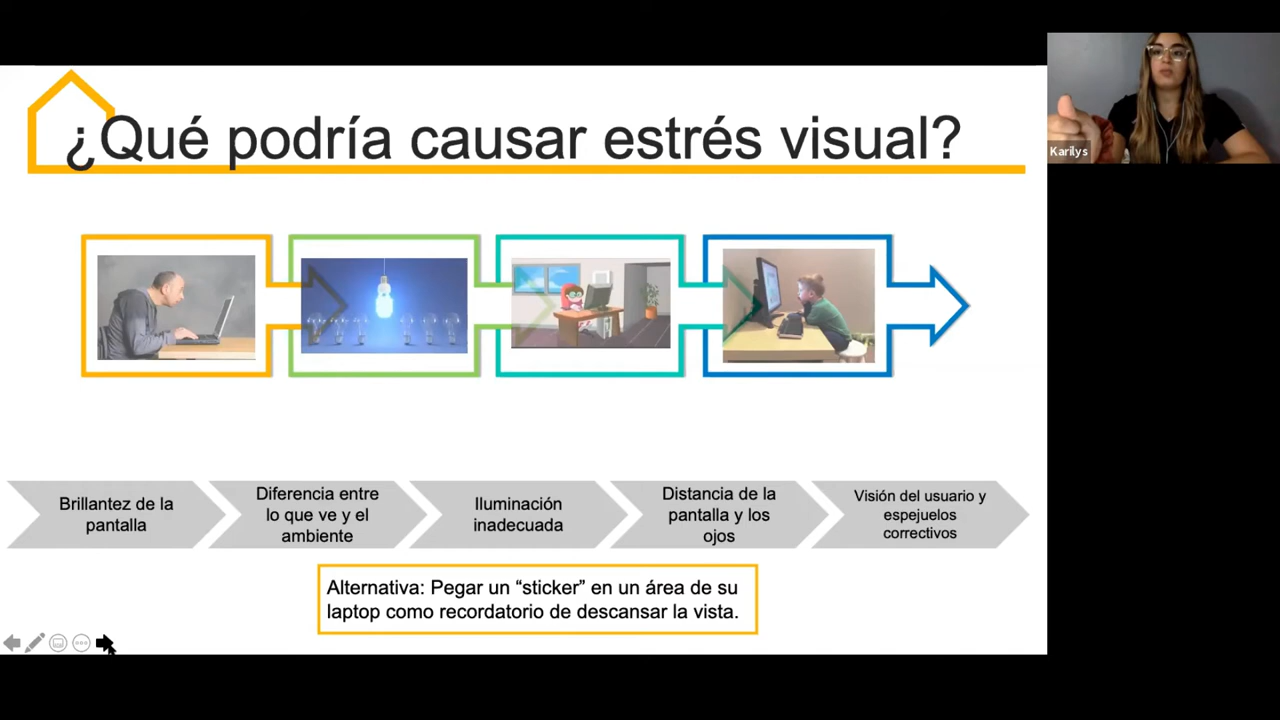 ¿Qué podría causar estrés visual?
Karilys
Brillantez de la
pantalla
Diferencia entre
lo que ve y el
ambiente
Iluminación
inadecuada
Distancia de la
pantalla y los
ojos
Visión del usuario y
espejuelos
correctivos
Alternativa: Pegar un “sticker” en un área de su
laptop como recordatorio de descansar la vista.